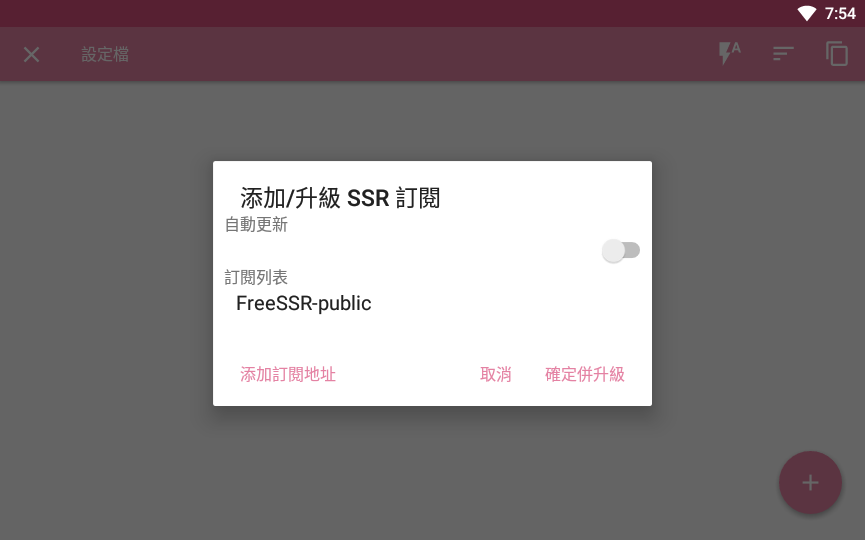 7:54
設定檔
A
添加/升級 SSR 訂閱
自動更新
訂閱列表
FreeSSR-public
添加訂閱地址 取消 確定併升級